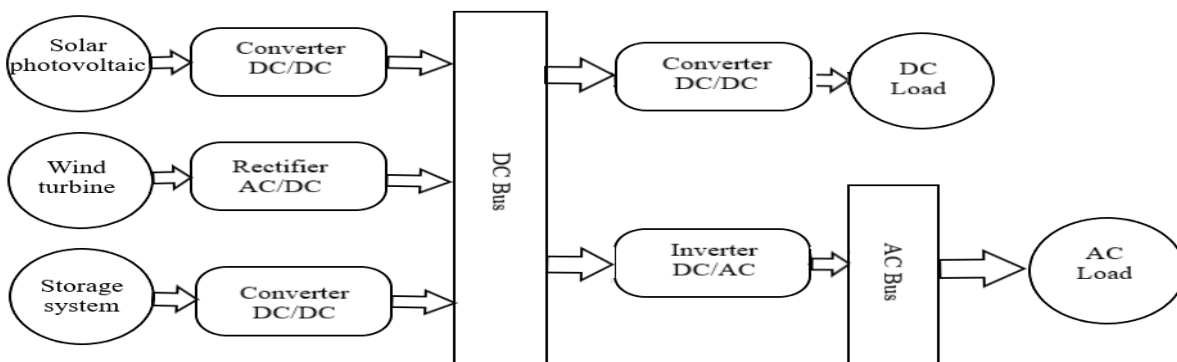 Solar
photovoltaic
Converter
DC/DC
Wind
turbine
Rectifier
AC/DC
Storage
system
Converter
DC/DC
DC Bus
Converter
DC/DC
DC
Load
Inverter
DC/AC
AC Bus
AC
Load